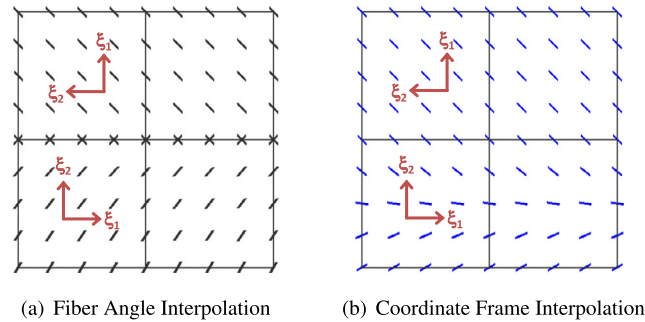 ξ1
ξ2
ξ2
ξ1
ξ1
ξ2
ξ2
ξ1
(a) Fiber Angle Interpolation
(b) Coordinate Frame Interpolation